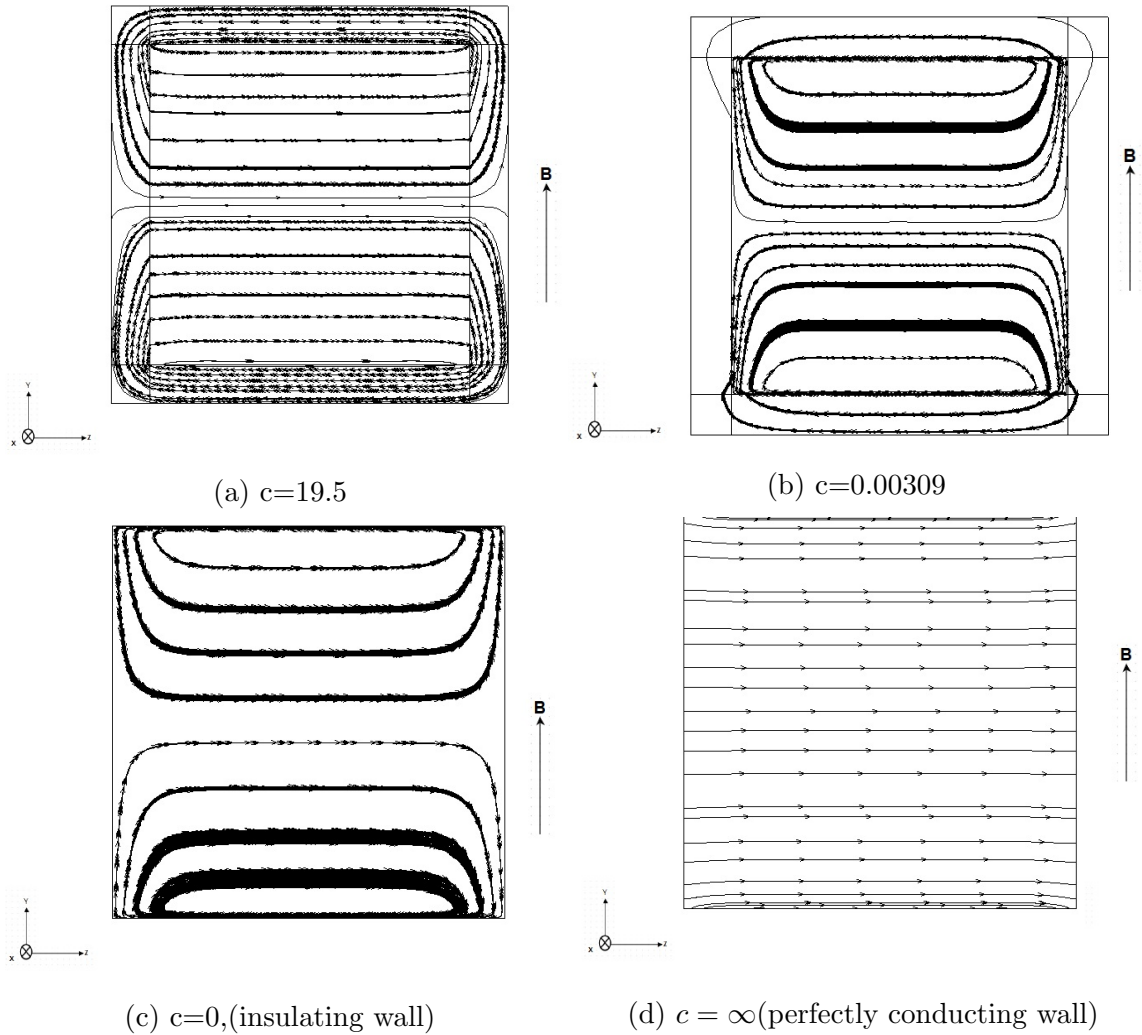 B
Y
X
Z
(a) c=19.5
B
Y
X
Z
(b) c=0.00309
B
Y
X
Z
(c) c=0,(insulating wall)
B
Y
X
Z
(d) c = ∞(perfectly conducting wall)